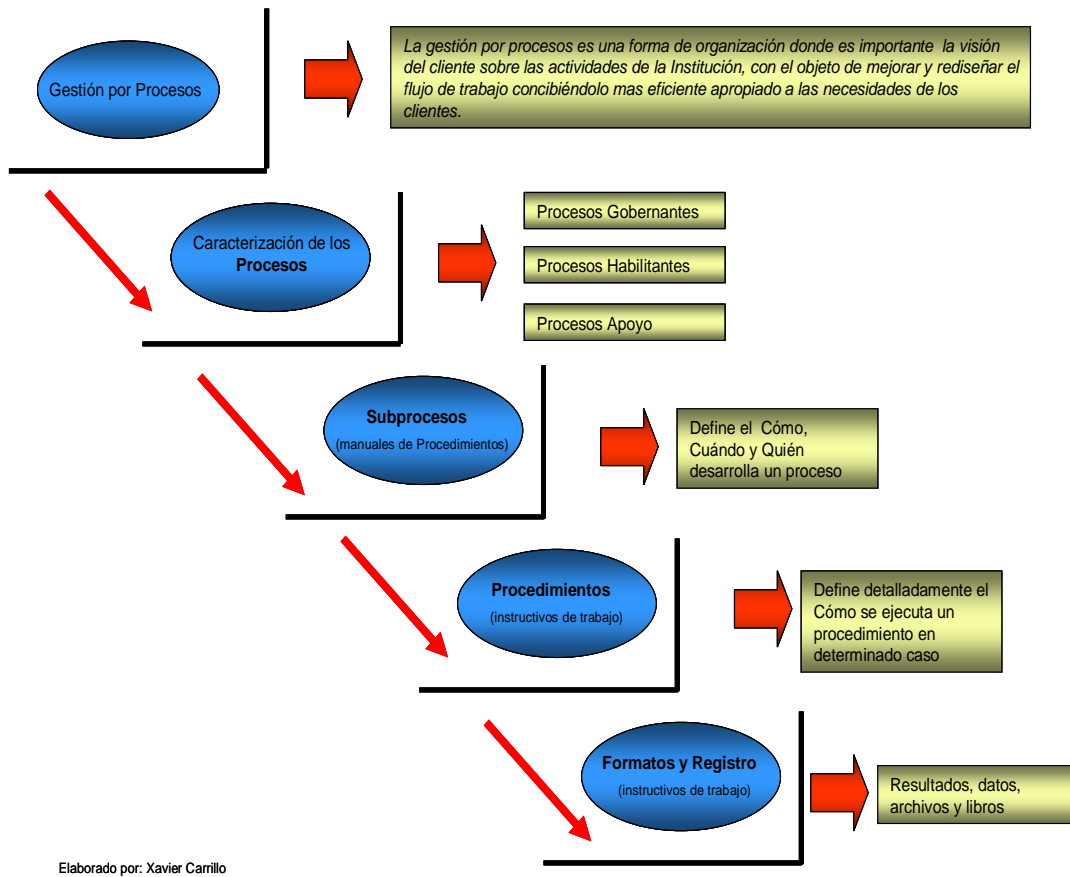 Gestión por Procesos
La gestión por procesos es una forma de organización donde es importante la visión
del cliente sobre las actividades de la Institución, con el objeto de mejorar y rediseñar el
flujo de trabajo concibiéndolo mas eficiente apropiado a las necesidades de los
clientes.
Caracterización de los
Procesos
Procesos Gobernantes
Procesos Habilitantes
Procesos Apoyo
Subprocesos
(manuales de Procedimientos)
Define el Cómo,
Cuándo y Quién
desarrolla un proceso
Procedimientos
(instructivos de trabajo)
Define detalladamente el
Cómo se ejecuta un
procedimiento en
determinado caso
Formatos y Registro
(instructivos de trabajo)
Resultados, datos,
archivos y libros
Elaborado por: Xavier Carrillo